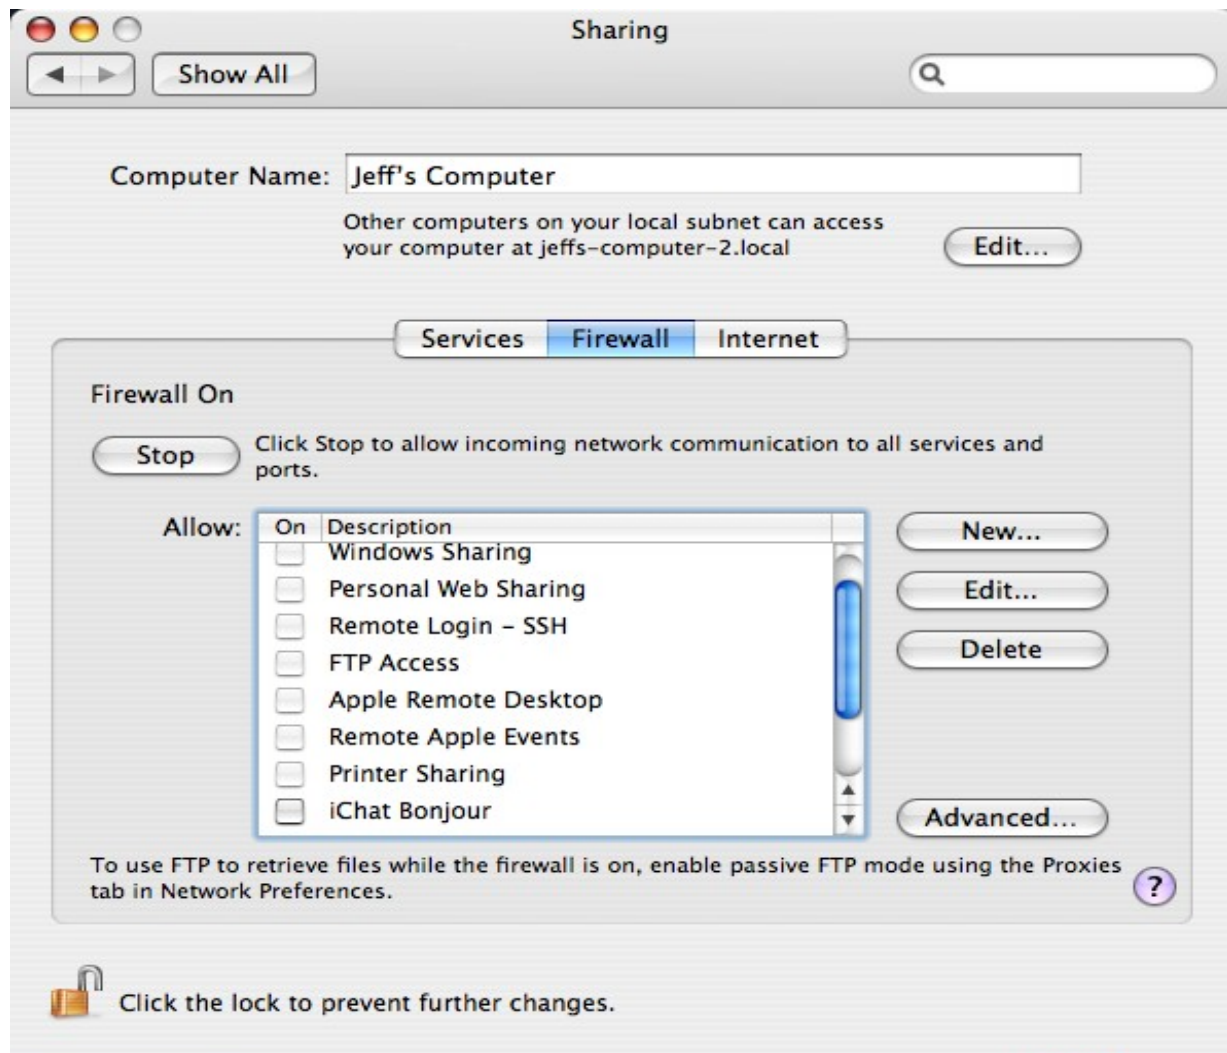 Sharing
Show All
Computer Name: Jeff's Computer
Other computers on your local subnet can access
your computer at jeffs-computer-2.local
Edit...
Services Firewall Internet
Firewall On
Stop
Click Stop to allow incoming network communication to all services and
ports.
Allow:
On Description
Windows Sharing
Personal Web Sharing
Remote Login – SSH
FTP Access
Apple Remote Desktop
Remote Apple Events
Printer Sharing
iChat Bonjour
New...
Edit...
Delete
Advanced...
To use FTP to retrieve files while the firewall is on, enable passive FTP mode using the Proxies
tab in Network Preferences.
?
Click the lock to prevent further changes.